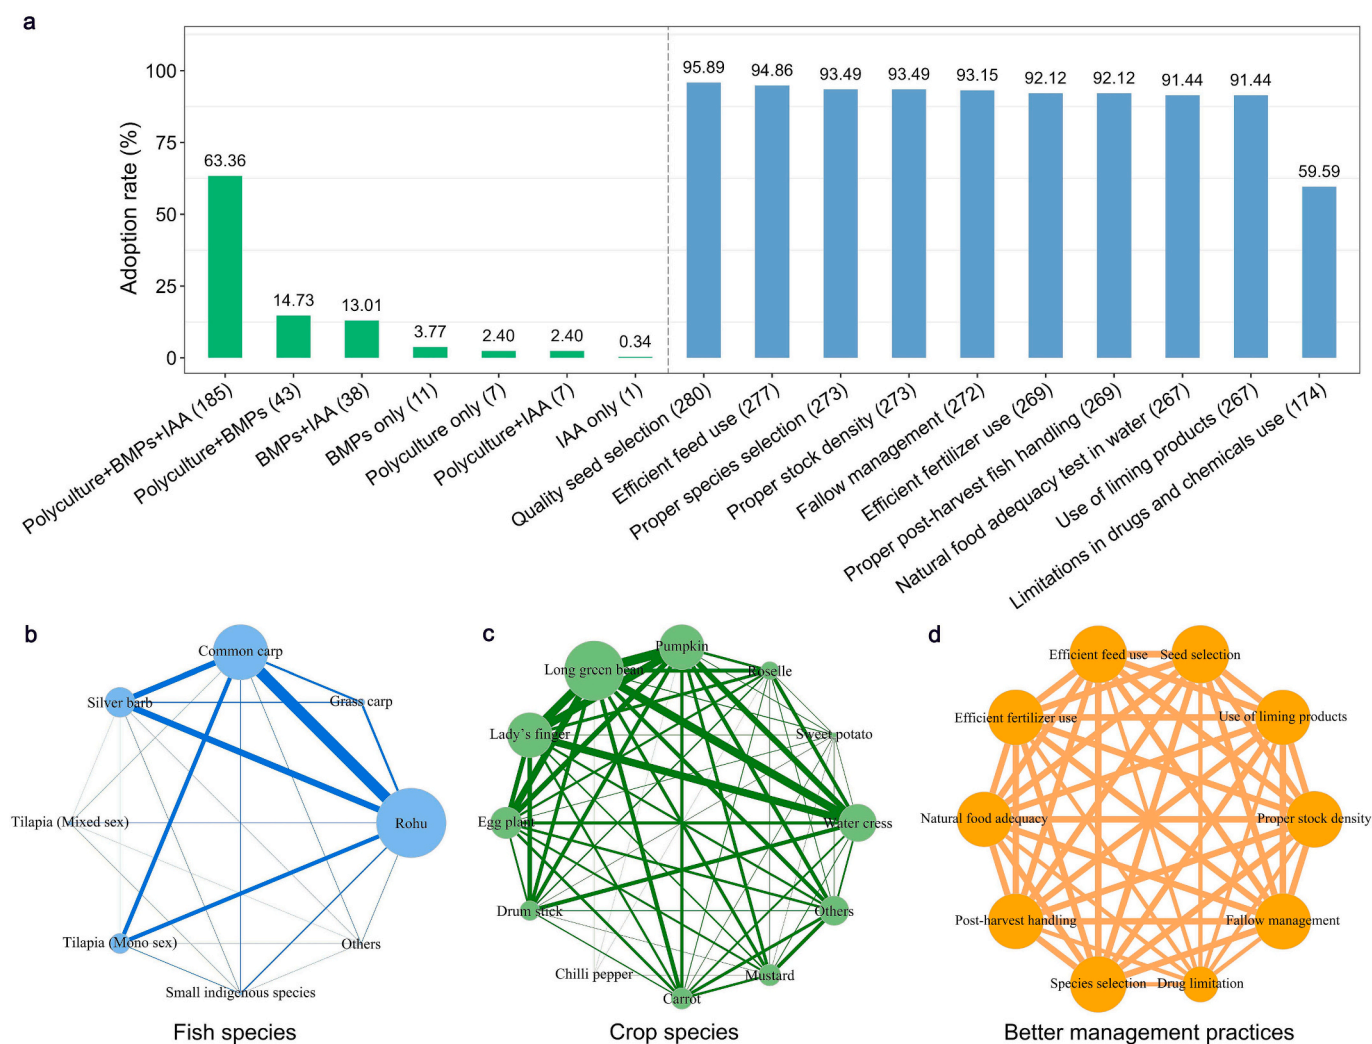 a
Adoption rate (%)
100
75
50
25
0
63.36
14.73
13.01
3.77
2.40
2.40
0.34
95.89
94.86
93.49
93.49
93.15
92.12
92.12
91.44
91.44
59.59
Polyculture+BMPs+IAA (185)
Polyculture+BMPs (43)
BMPs+IAA (38)
BMPs only (11)
Polyculture only (7)
Polyculture+IAA (7)
IAA only (1)
Quality seed selection (280)
Efficient feed use (277)
Proper species selection (273)
Proper stock density (273)
Fallow management (272)
Efficient fertilizer use (269)
Proper post-harvest fish handling (269)
Natural food adequacy test in water (267)
Use of liming products (267)
Limitations in drugs and chemicals use (174)
b
Common carp
Silver barb
Grass carp
Tilapia (Mixed sex)
Rohu
Tilapia (Mono sex)
Others
Small indigenous species
Fish species
c
Pumpkin
Long green bean
Roselle
Lady's finger
Sweet potato
Egg plant
Water cress
Drum stick
Others
Chilli pepper
Mustard
Carrot
Crop species
d
Efficient feed use
Seed selection
Efficient fertilizer use
Use of liming products
Natural food adequacy
Proper stock density
Post-harvest handling
Fallow management
Species selection
Drug limitation
Better management practices